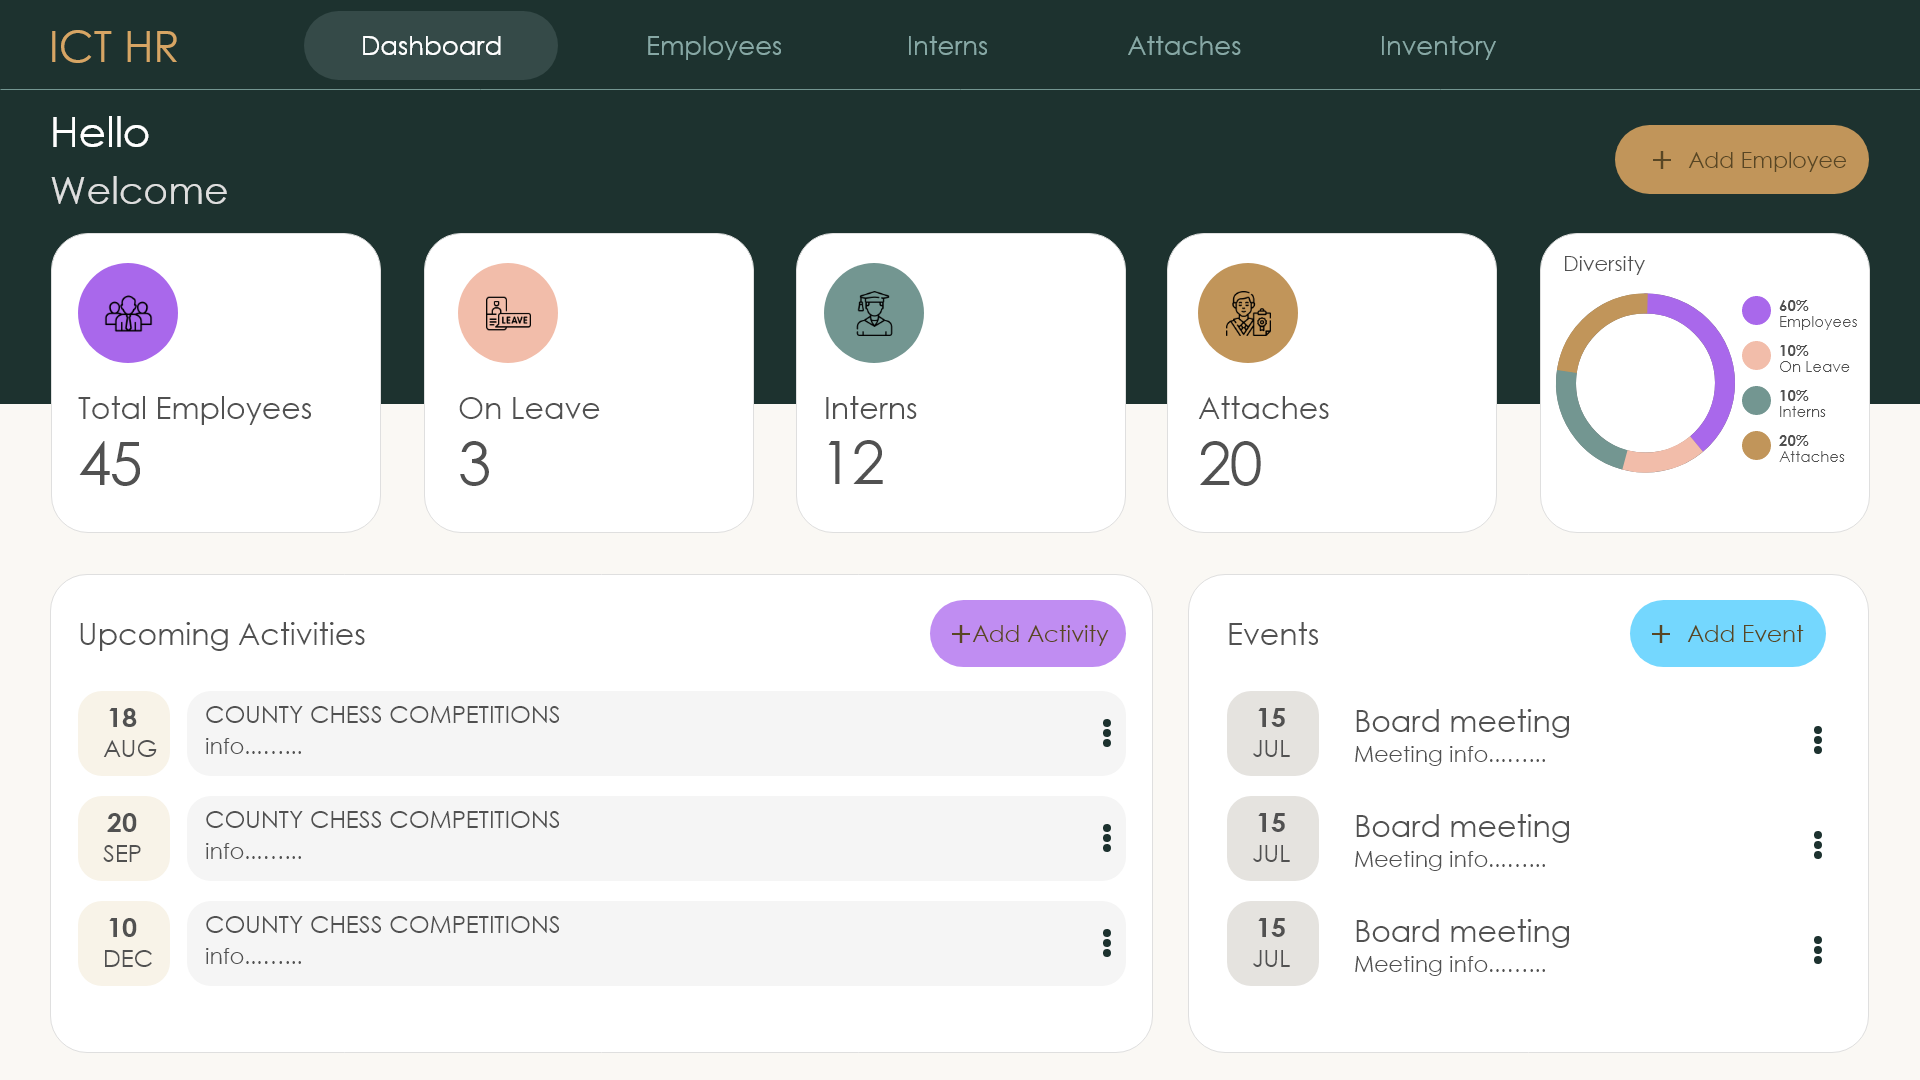 ICT HR
Dashboard
Employees
Interns
Attaches
Inventory
Hello
Welcome
+ Add Employee
Total Employees
45
LEAVE
On Leave
3
Interns
12
Attaches
20
Diversity
60%
Employees
10%
On Leave
10%
Interns
20%
Attaches
Upcoming Activities
+Add Activity
18
AUG
COUNTY CHESS COMPETITIONS
info...……..
20
SEP
COUNTY CHESS COMPETITIONS
info...……..
10
DEC
COUNTY CHESS COMPETITIONS
info...……..
Events
+ Add Event
15
JUL
Board meeting
Meeting info...……..
15
JUL
Board meeting
Meeting info...……..
15
JUL
Board meeting
Meeting info...……..